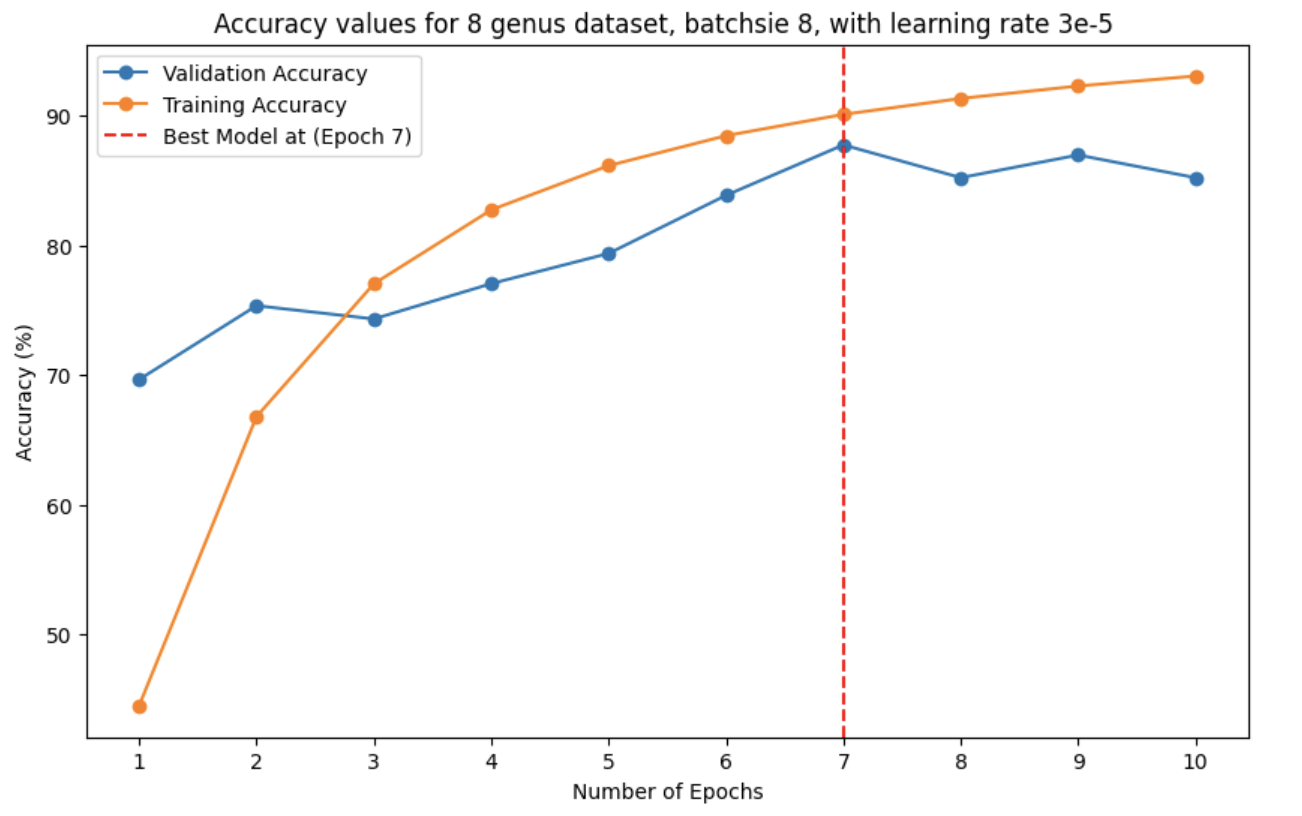 Accuracy values for 8 genus dataset, batchsie 8, with learning rate 3e-5
Validation Accuracy
Training Accuracy
Best Model at (Epoch 7)
Accuracy (%)
90
80
70
60
50
1 2 3 4 5 6 7 8 9 10
Number of Epochs